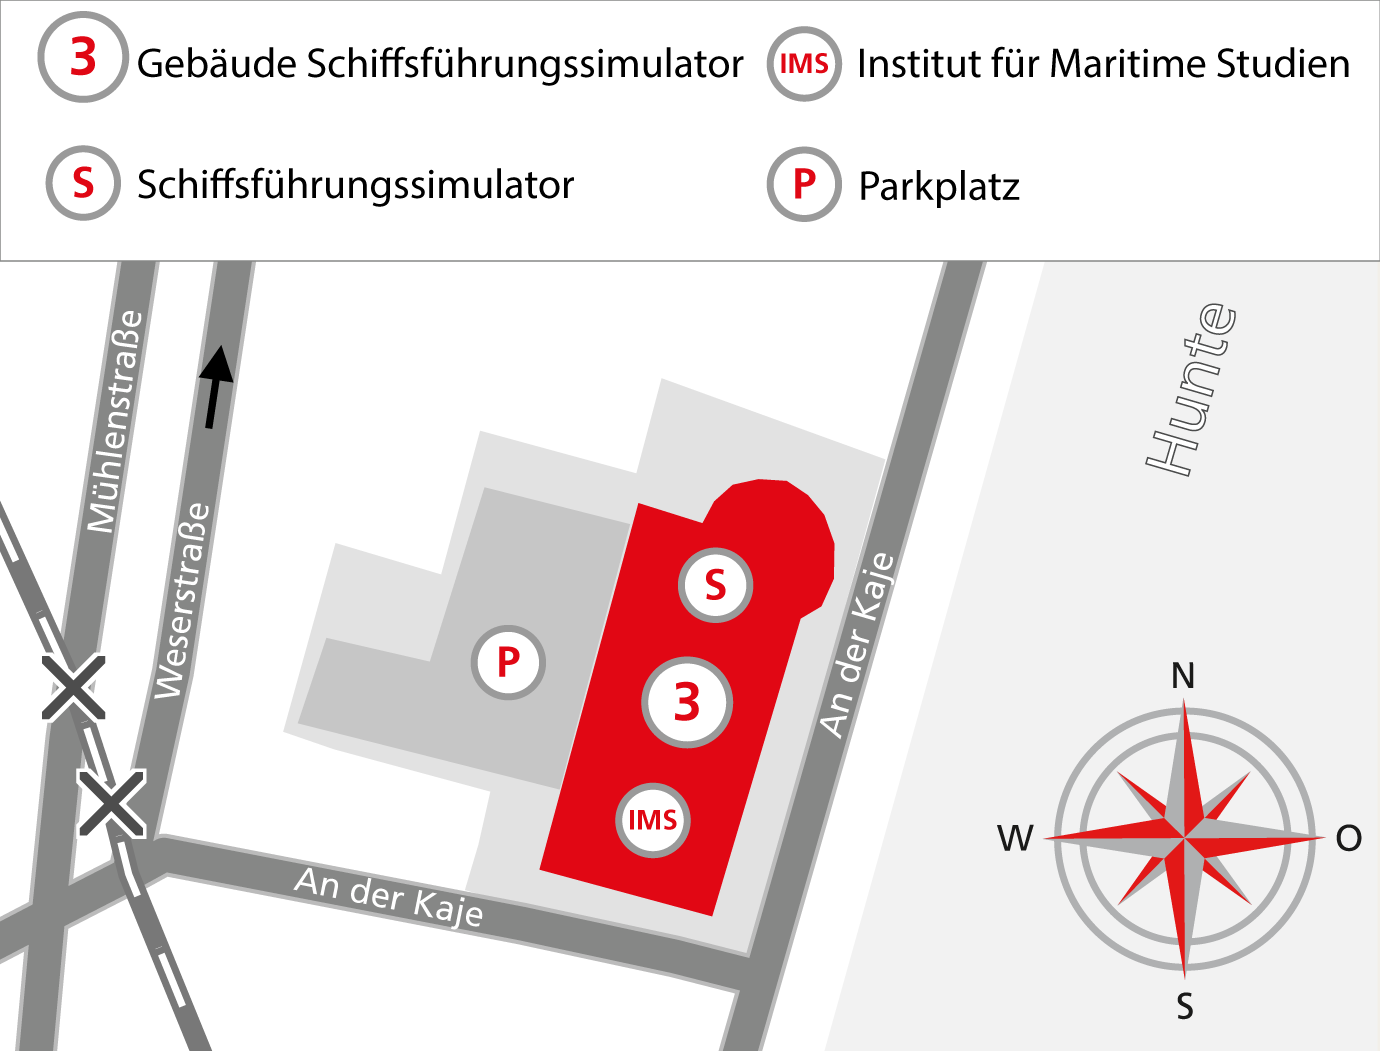 3 Gebäude Schiffsführungssimulator
IMS Institut für Maritime Studien
S Schiffsführungssimulator
P Parkplatz
Mühlenstraße
Weserstraße
Hunte
An der Kaje
S
P
3
IMS
An der Kaje
N
W
O
S